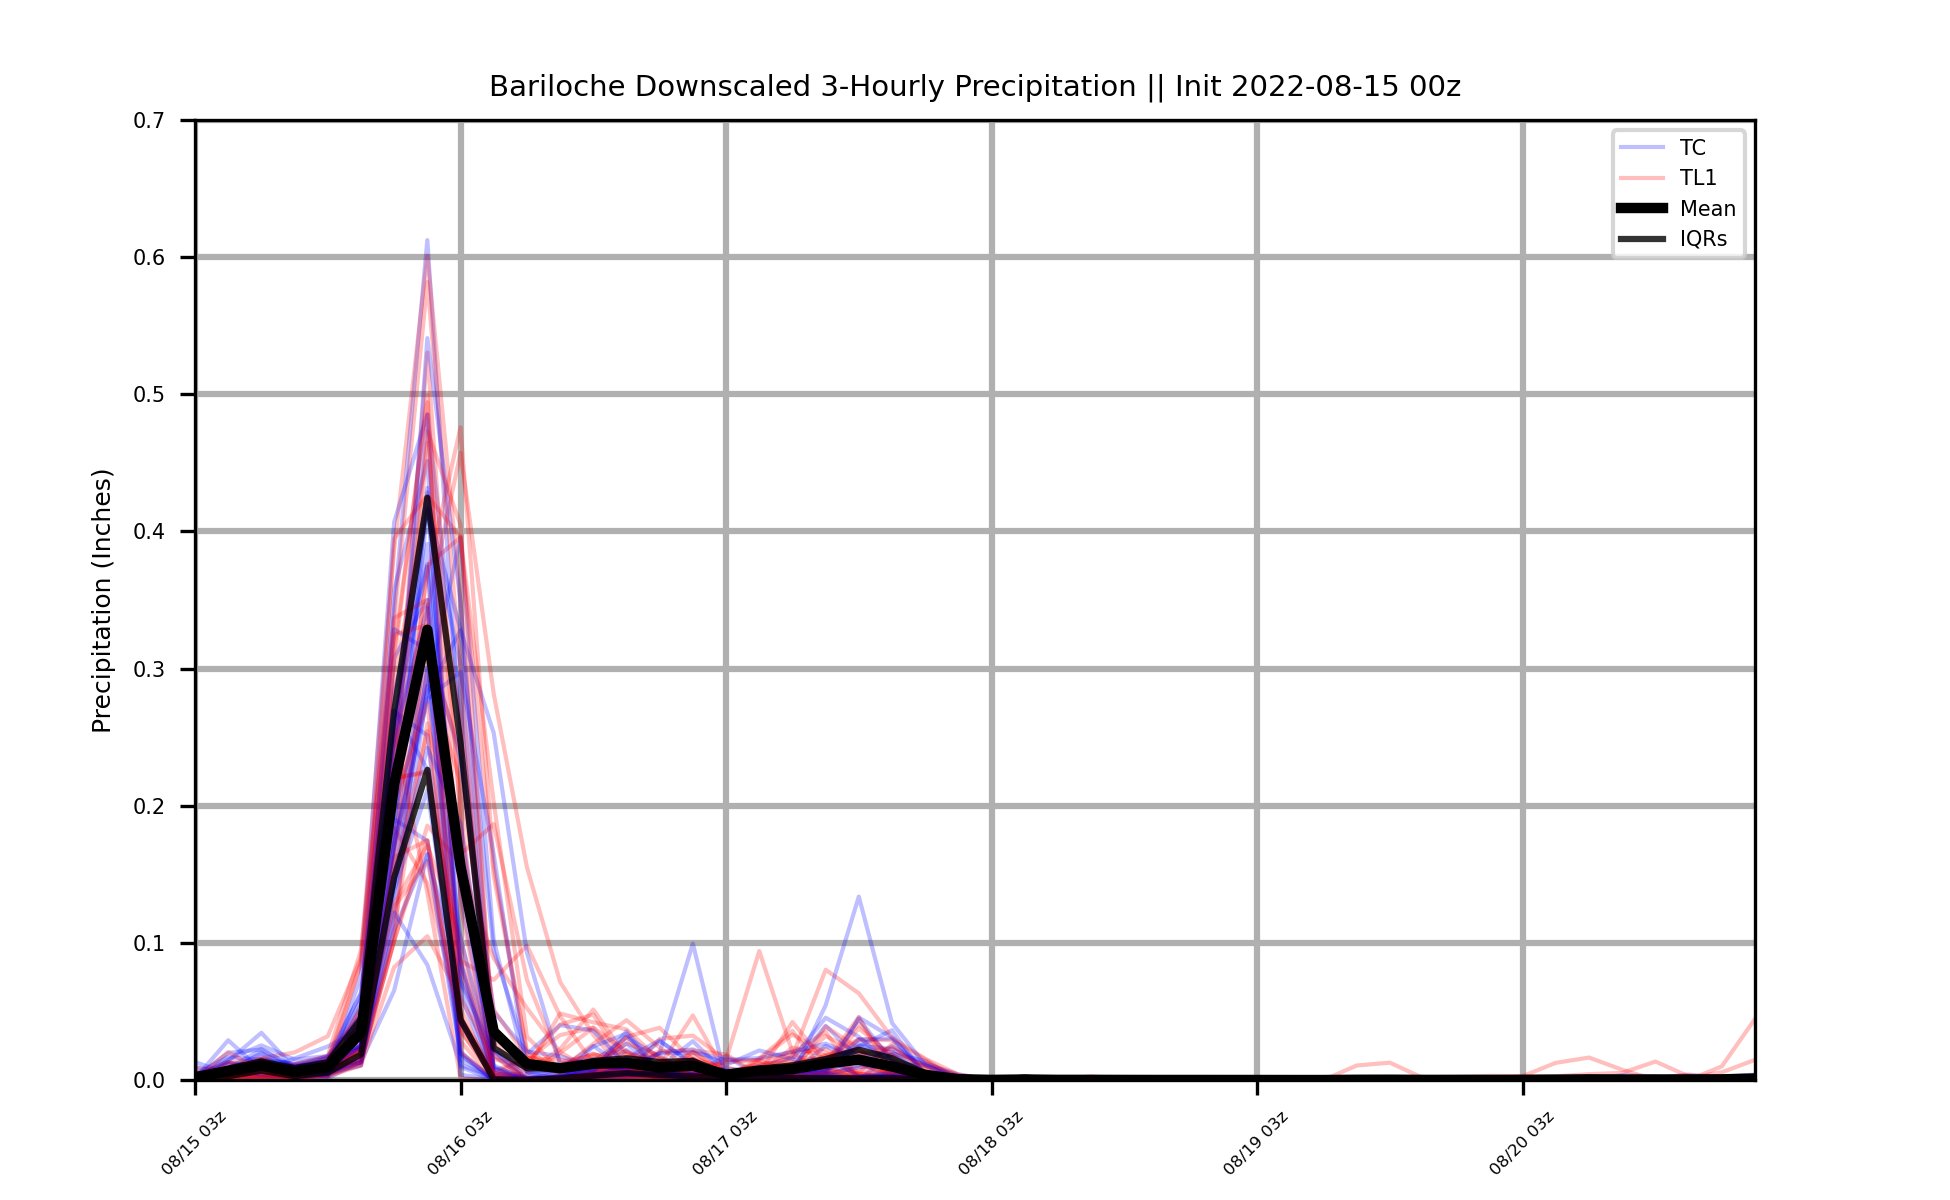 Bariloche Downscaled 3-Hourly Precipitation || Init 2022-08-15 00z
TC
TL1
Mean
IQRs
Precipitation (Inches)
0.7
0.6
0.5
0.4
0.3
0.2
0.1
0.0
08/15 03z
08/16 03z
08/17 03z
08/18 03z
08/19 03z
08/20 03z